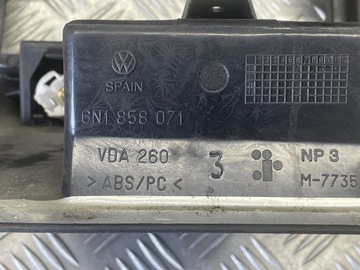 SPAIN
6N1 858 071
VDA 260
3
NP 3
>ABS/PC<
M-7735